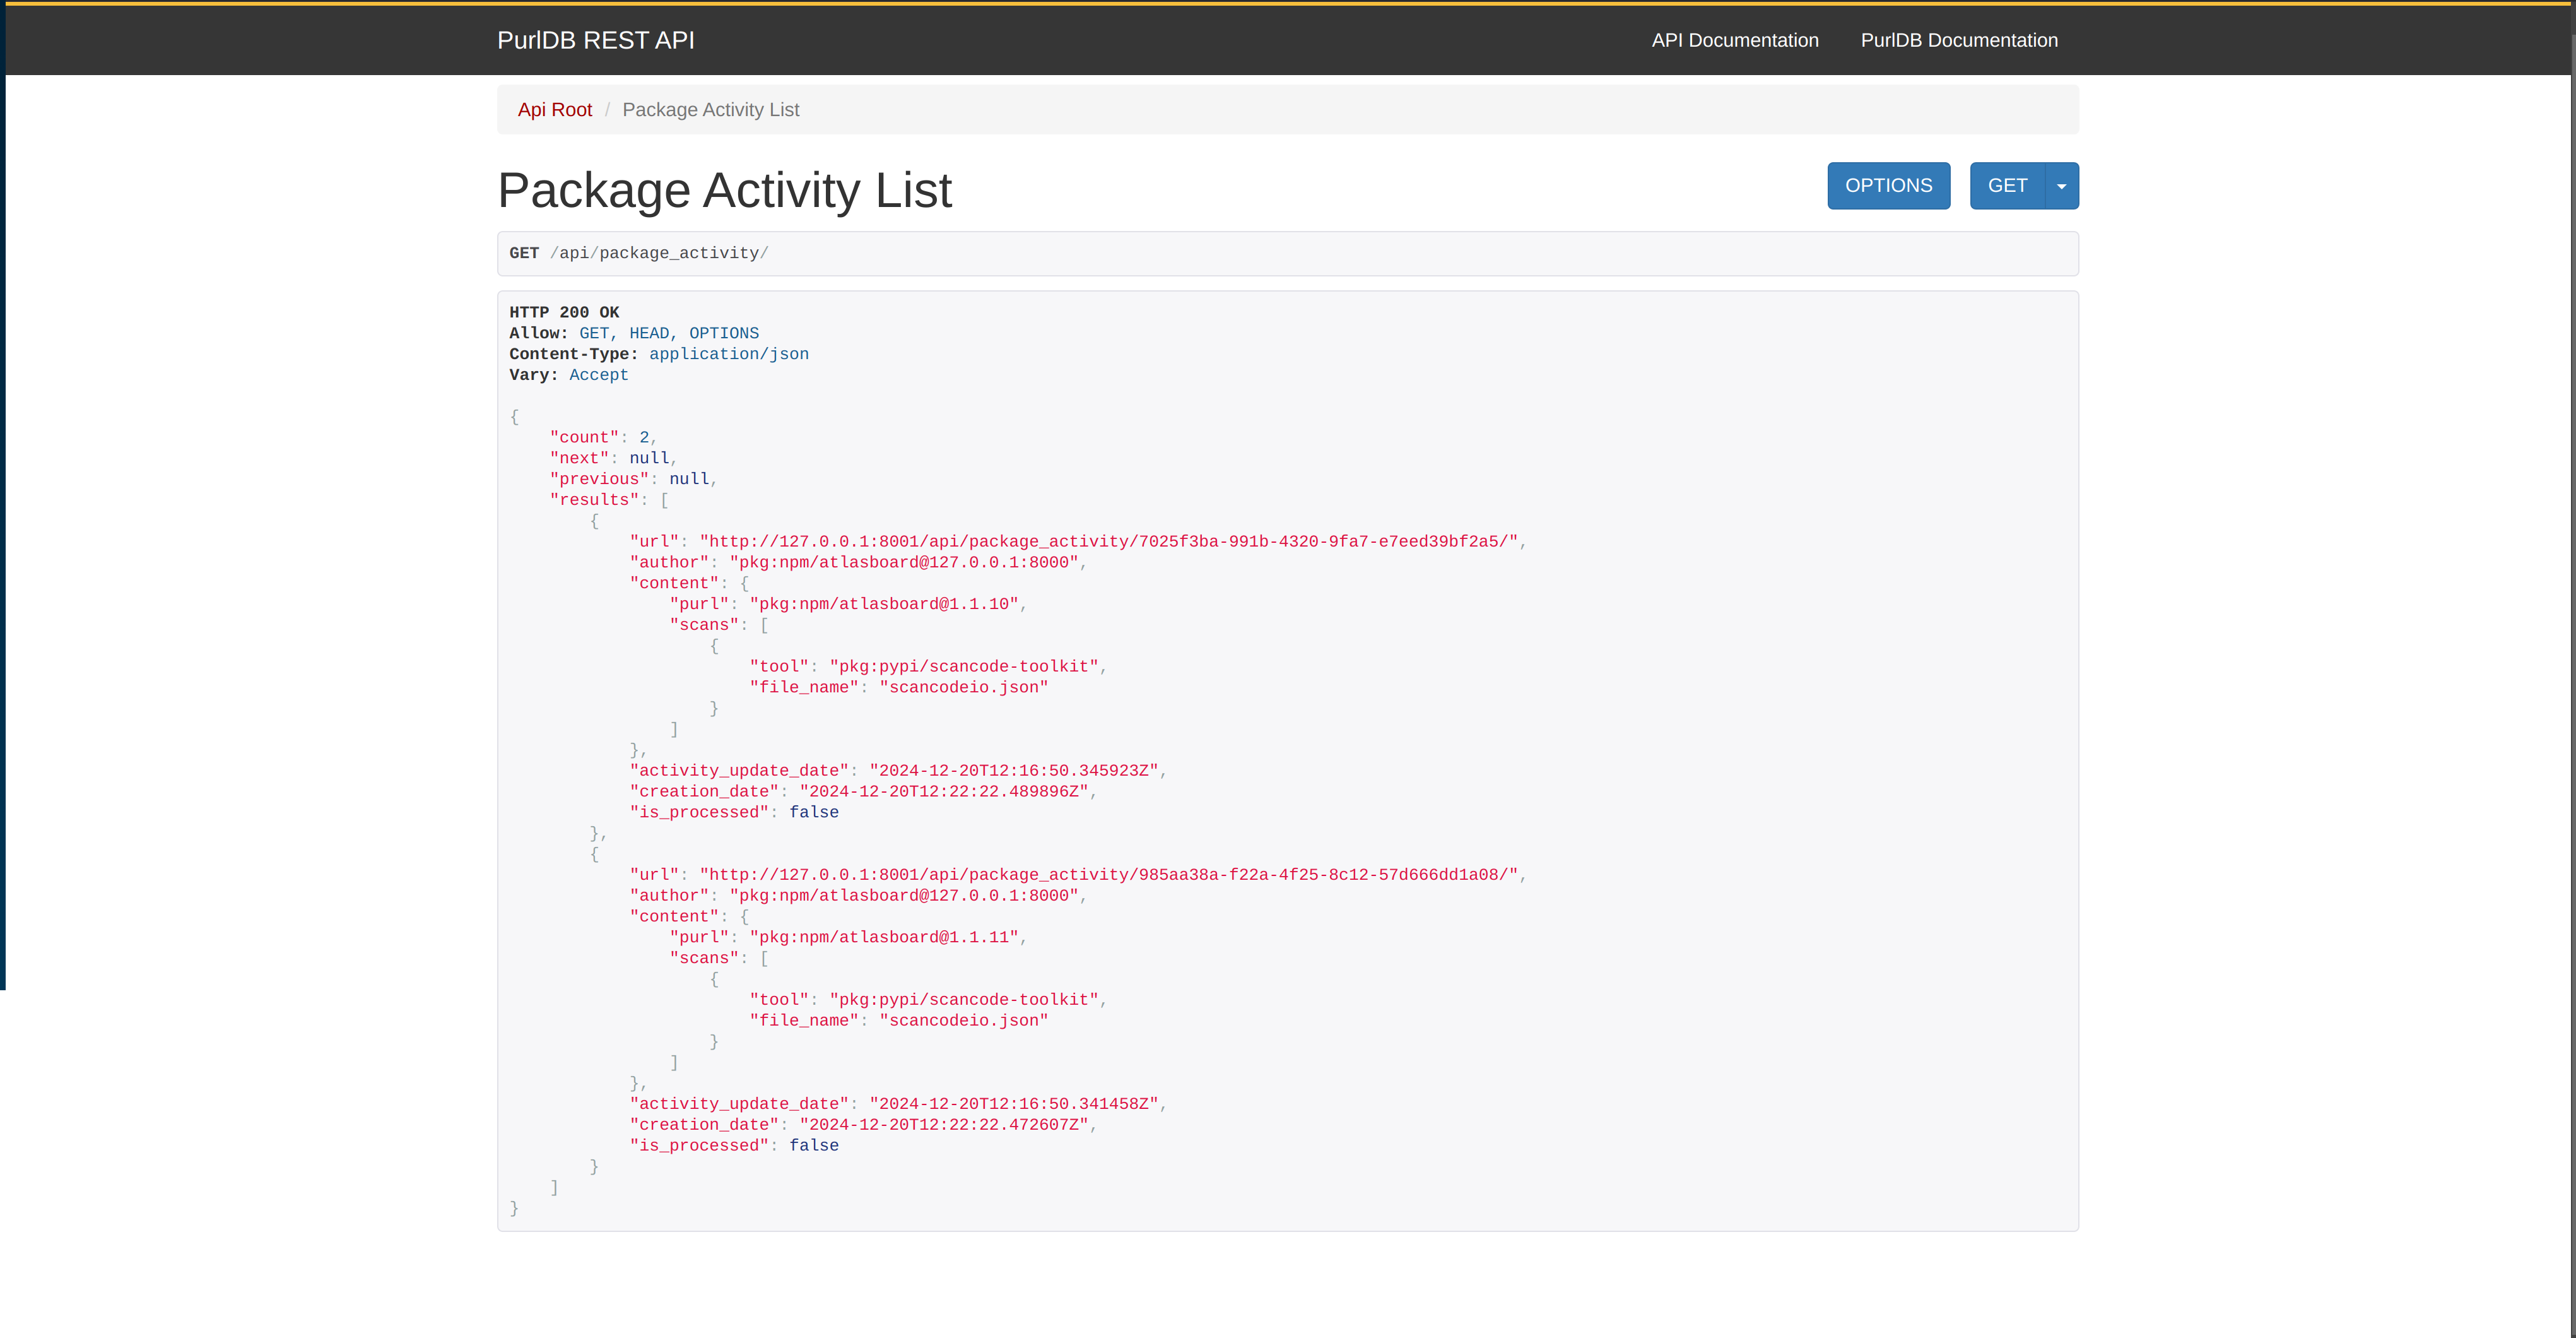 PurlDB REST API
API Documentation
PurlDB Documentation
Api Root / Package Activity List
Package Activity List
OPTIONS
GET
GET /api/package_activity/
HTTP 200 OK
Allow: GET, HEAD, OPTIONS
Content-Type: application/json
Vary: Accept
{
    "count": 2,
    "next": null,
    "previous": null,
    "results": [
        {
            "url": "http://127.0.0.1:8001/api/package_activity/7025f3ba-991b-4320-9fa7-e7eed39bf2a5/",
            "author": "pkg:npm/atlasboard@127.0.0.1:8000",
            "content": {
                "purl": "pkg:npm/atlasboard@1.1.10",
                "scans": [
                    {
                        "tool": "pkg:pypi/scancode-toolkit",
                        "file_name": "scancodeio.json"
                    }
                ]
            },
            "activity_update_date": "2024-12-20T12:16:50.345923Z",
            "creation_date": "2024-12-20T12:22:22.489896Z",
            "is_processed": false
        },
        {
            "url": "http://127.0.0.1:8001/api/package_activity/985aa38a-f22a-4f25-8c12-57d666dd1a08/",
            "author": "pkg:npm/atlasboard@127.0.0.1:8000",
            "content": {
                "purl": "pkg:npm/atlasboard@1.1.11",
                "scans": [
                    {
                        "tool": "pkg:pypi/scancode-toolkit",
                        "file_name": "scancodeio.json"
                    }
                ]
            },
            "activity_update_date": "2024-12-20T12:16:50.341458Z",
            "creation_date": "2024-12-20T12:22:22.472607Z",
            "is_processed": false
        }
    ]
}